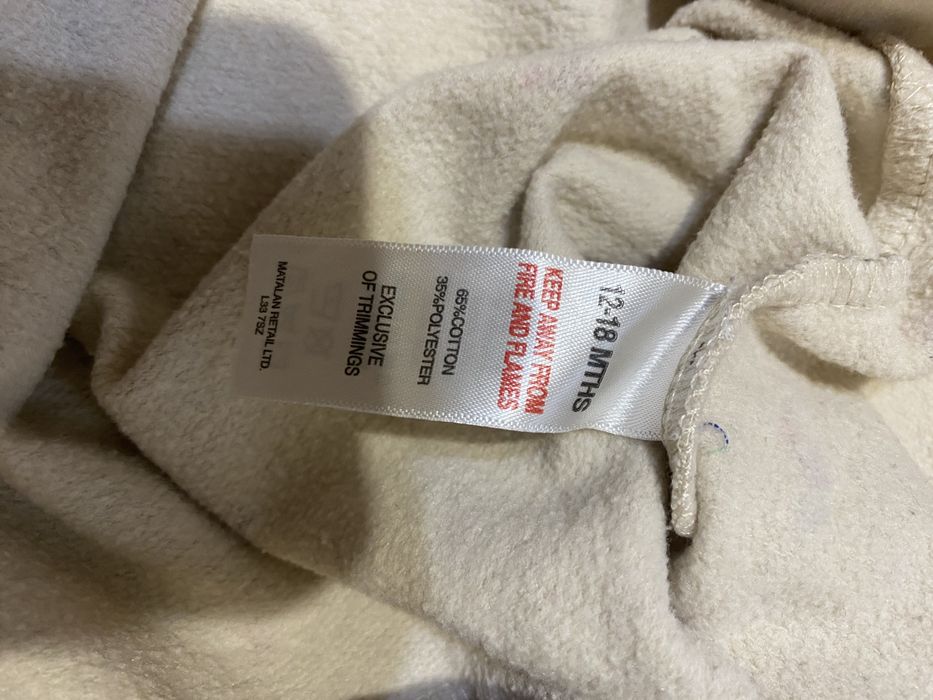 12-18 MTHS
KEEP AWAY FROM
FIRE AND FLAMES
65%COTTON
35%POLYESTER
EXCLUSIVE
OF TRIMMINGS
MATALAN RETAIL LTD.
L33 7SZ